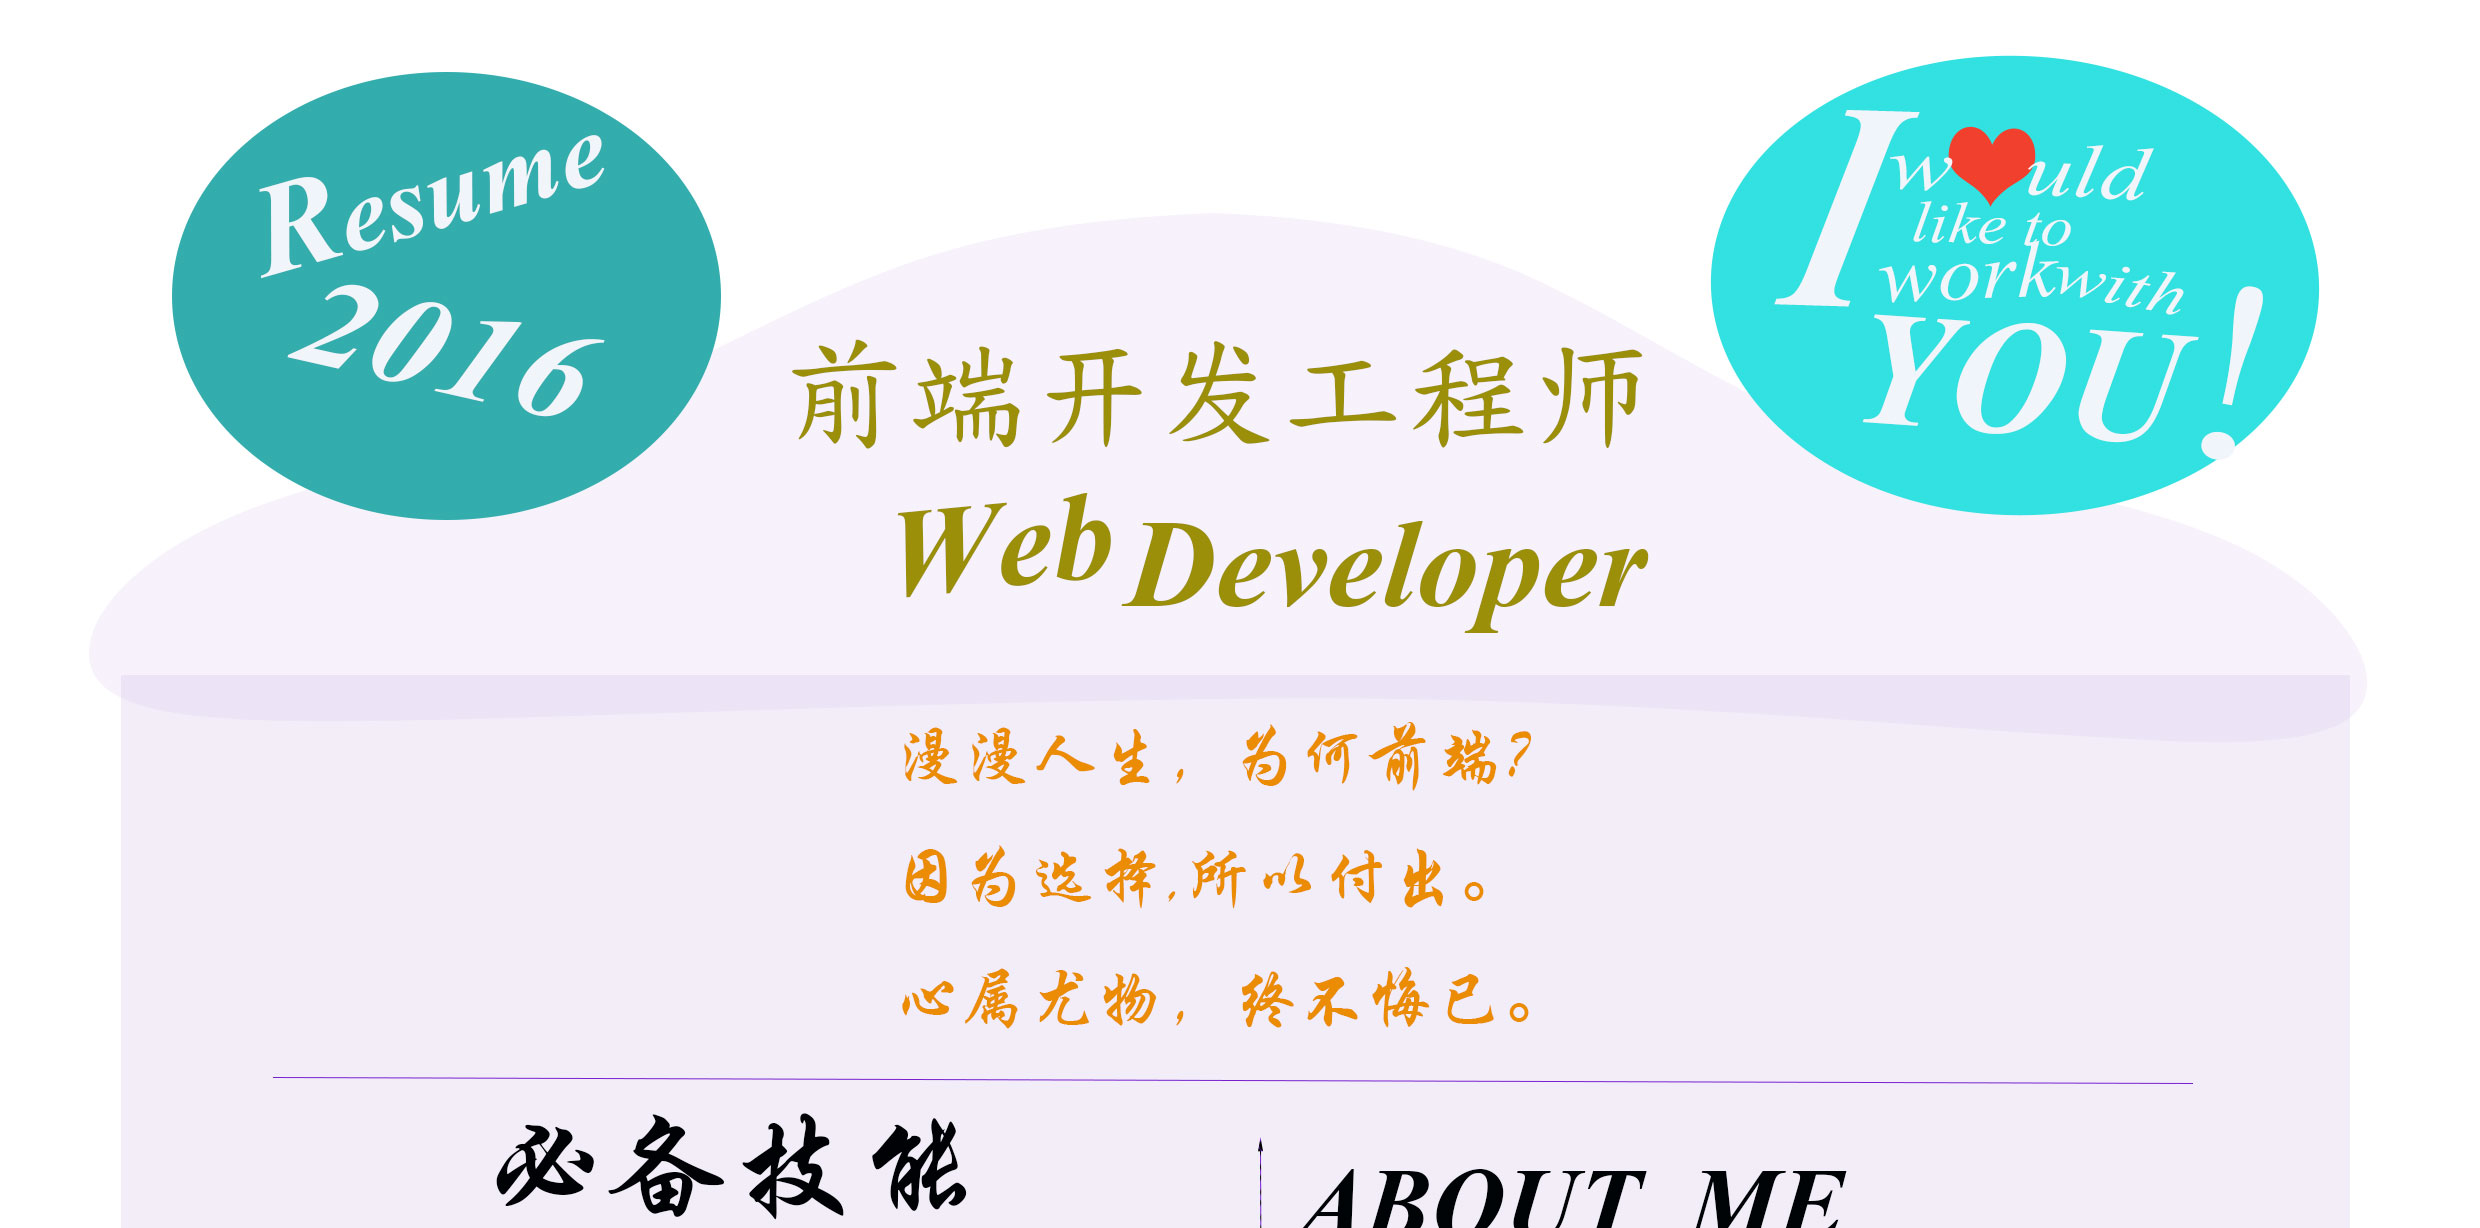 Resume
2016
I would
like to
work with
YOU!
前端开发工程师
Web Developer
漫漫人生，为何前端？
因为选择,所以付出。
心属尤物，终不悔已。
必备技能
ABOUT ME